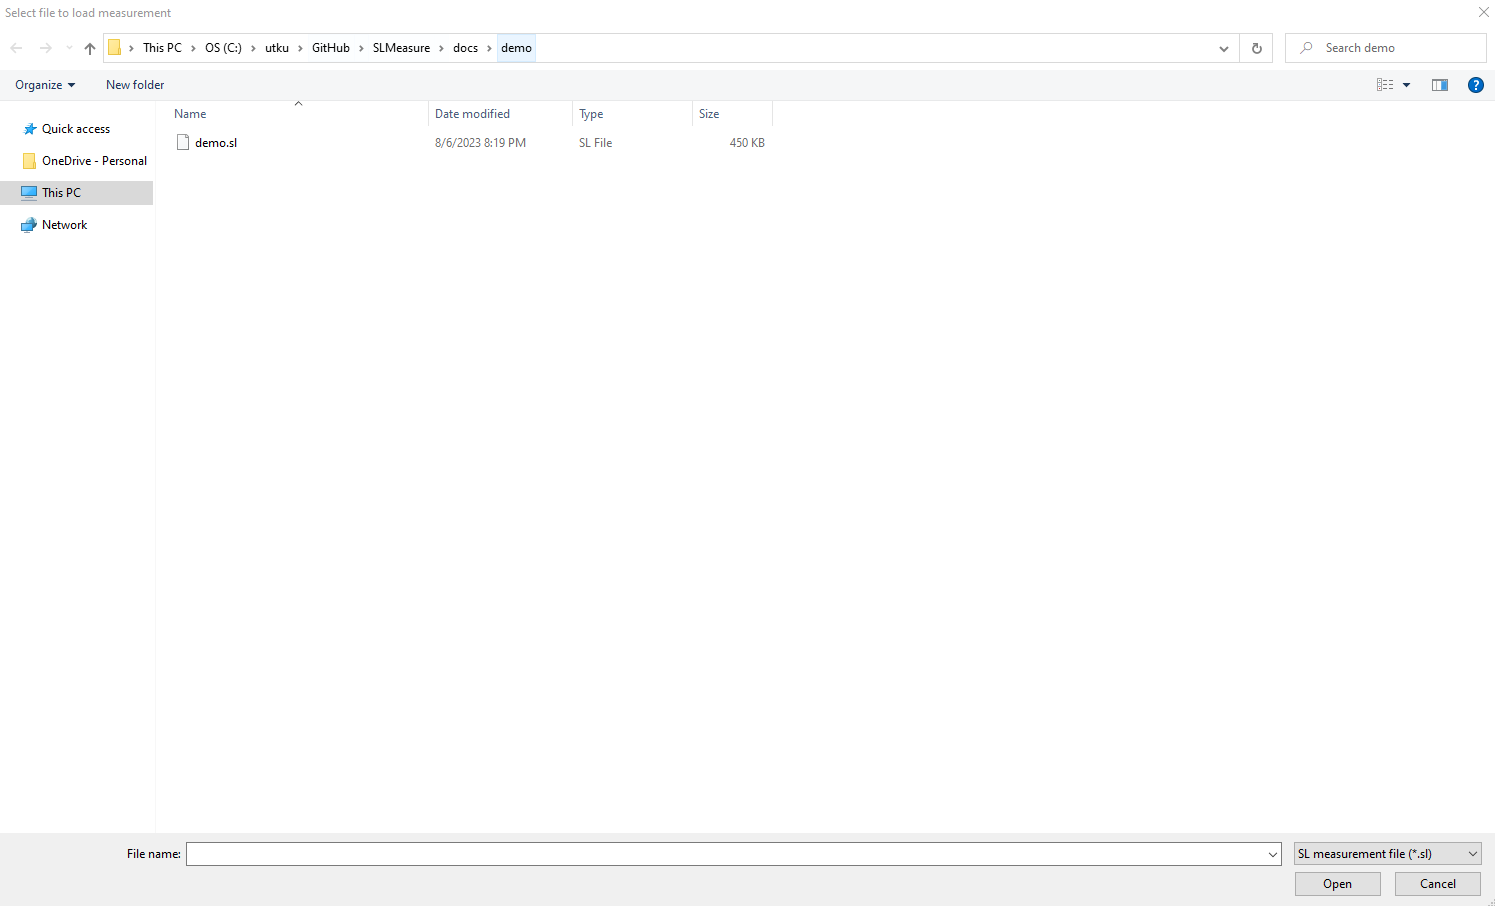 Select file to load measurement
This PC > OS (C:) > utku > GitHub > SLMeasure > docs > demo
Search demo
Organize
New folder
?
Name
Date modified
Type
Size
Quick access
OneDrive - Personal
This PC
Network
demo.sl 8/6/2023 8:19 PM SL File 450 KB
File name:
SL measurement file (*.sl)
Open
Cancel